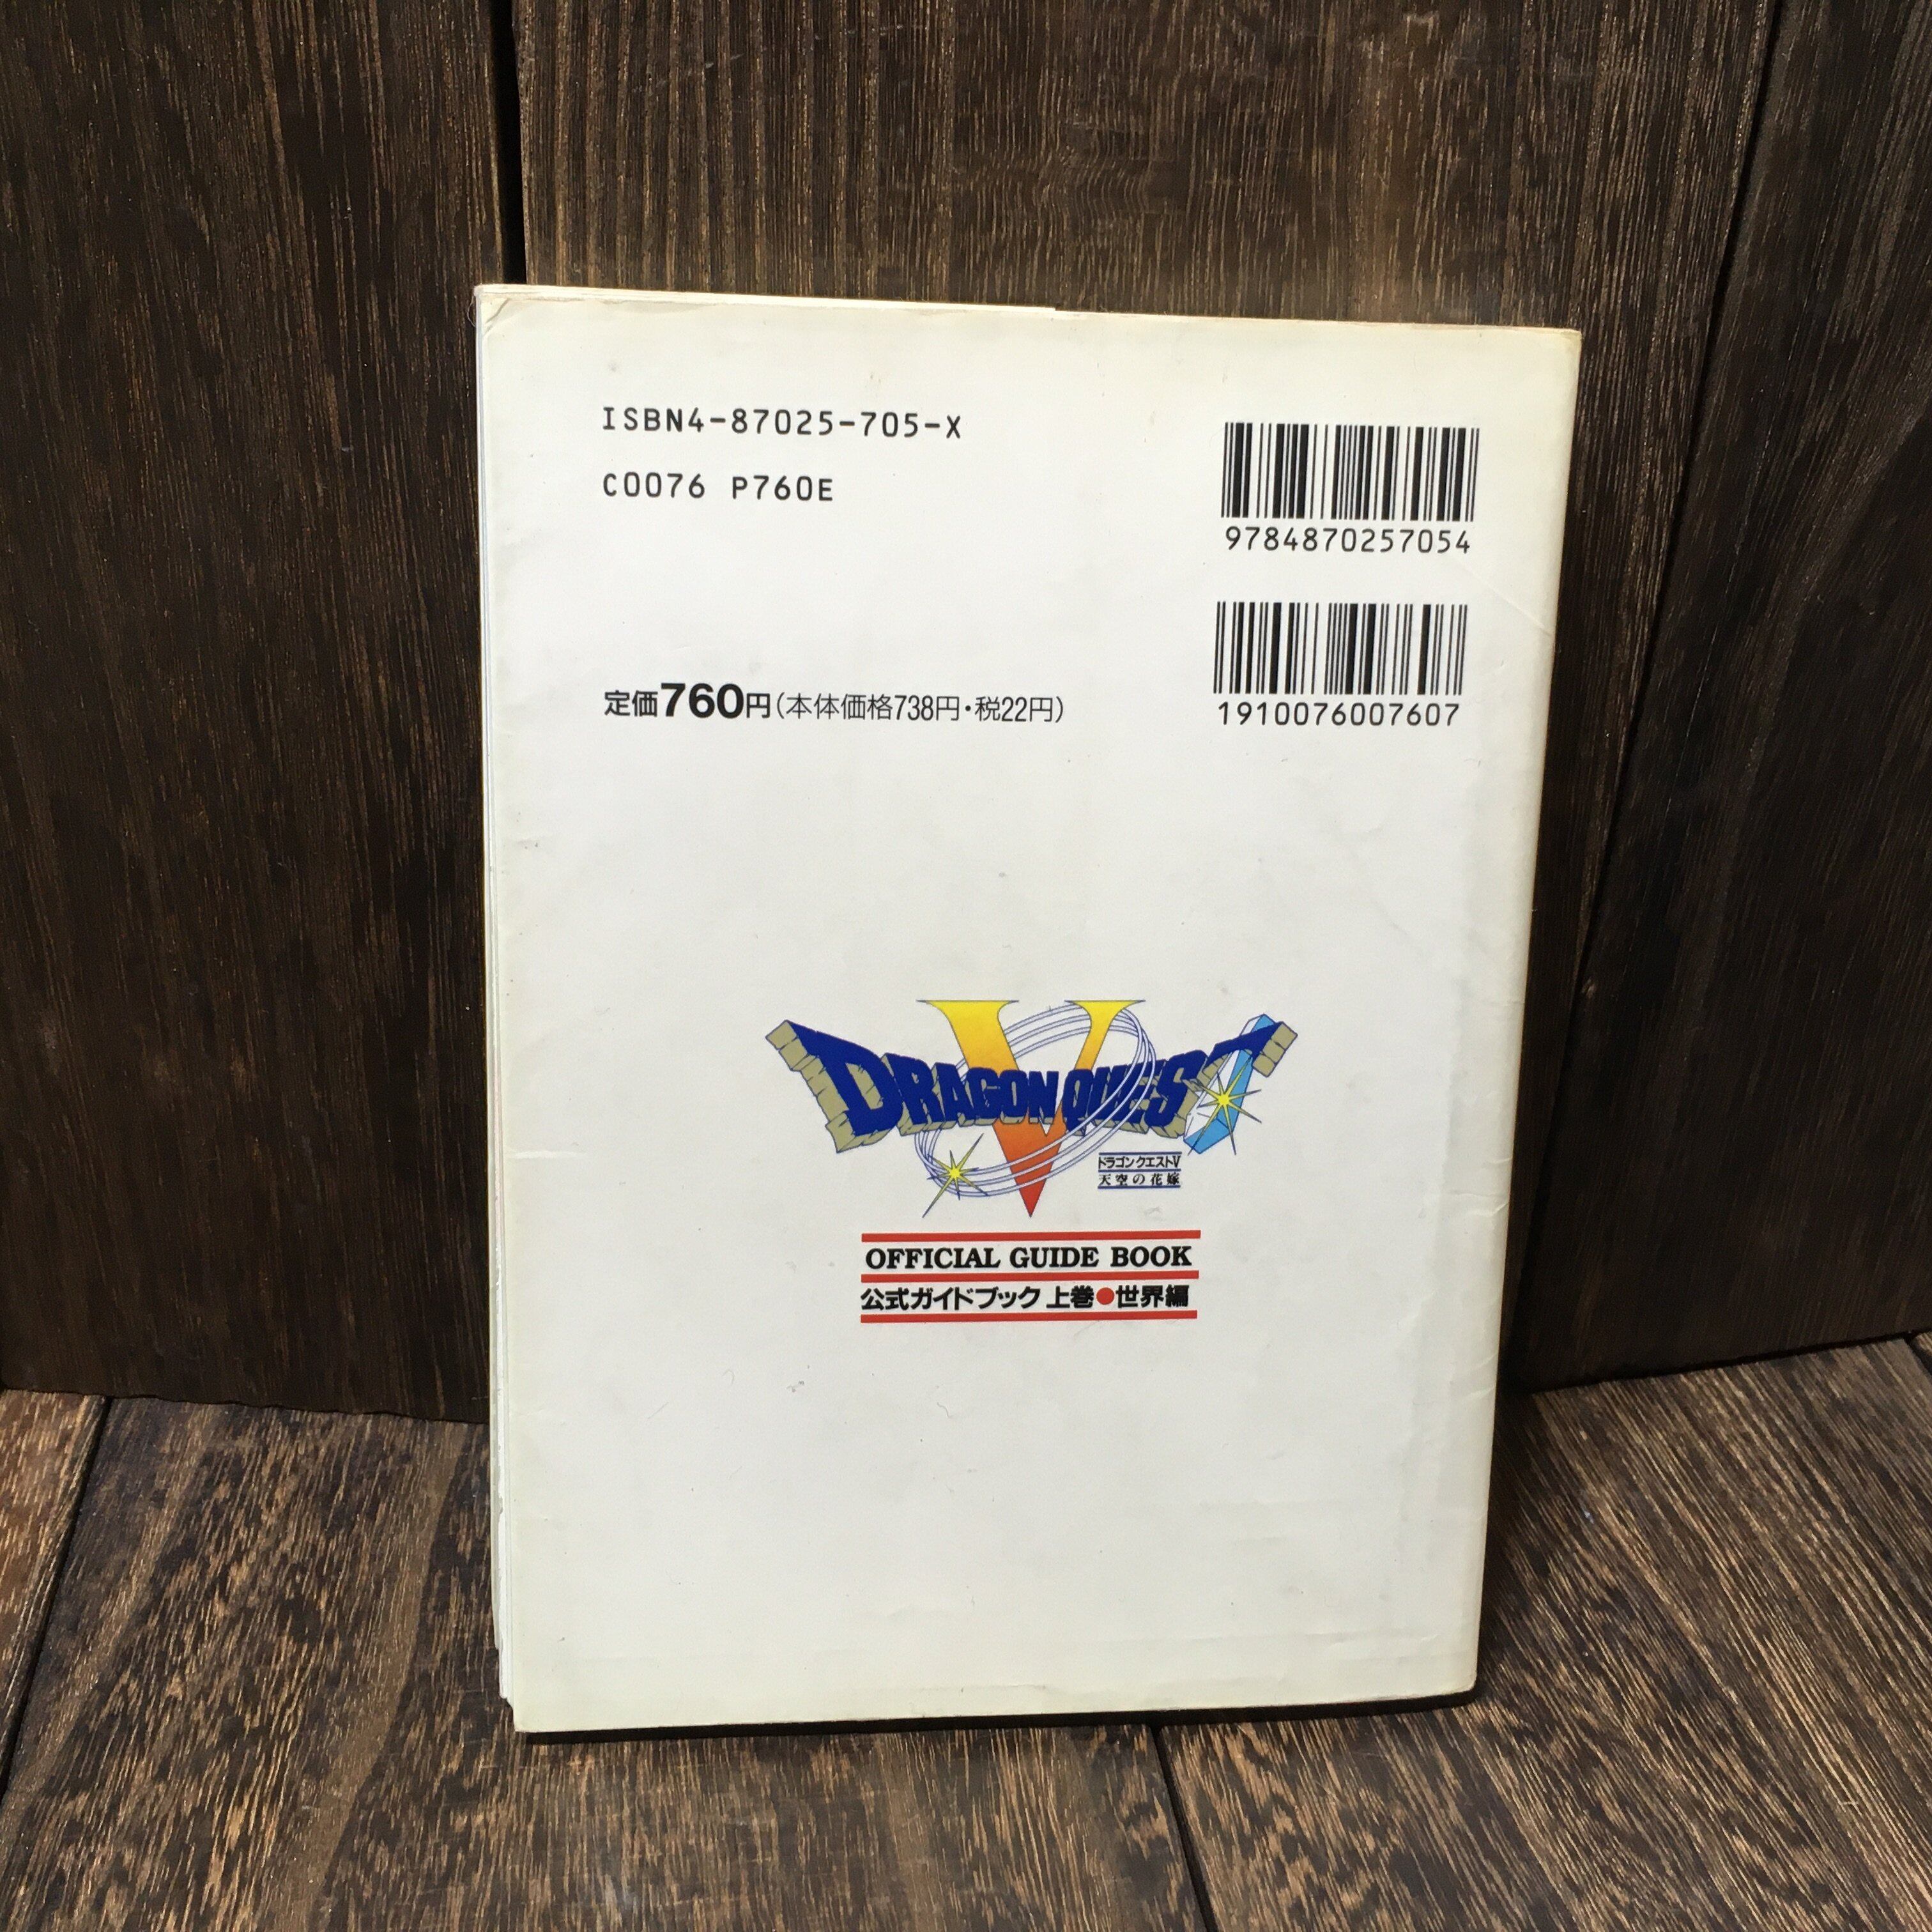 ISBN4-87025-705-X
C0076 P760E
9784870257054
定価760円(本体価格738円・税22円)
1910076007607
V
DRAGON QUEST
ドラゴンクエストV
天空の花嫁
OFFICIAL GUIDE BOOK
公式ガイドブック 上巻●世界編